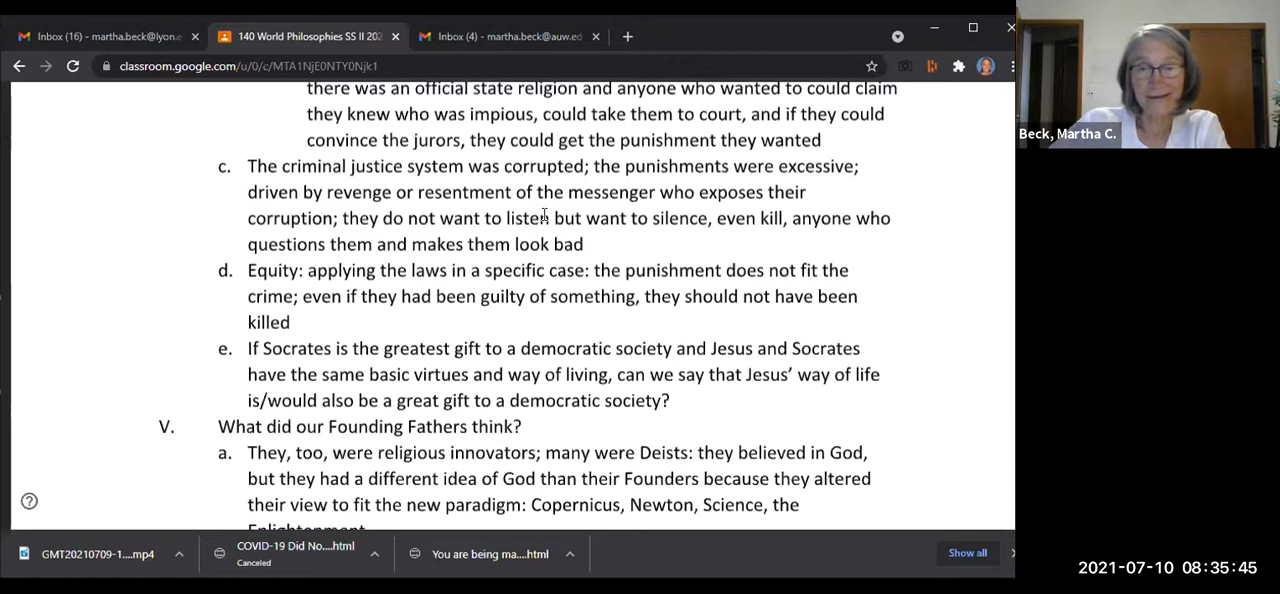 Inbox (16) - martha.beck@lyon.e
140 World Philosophies SS II 202
Inbox (4) - martha.beck@auw.ed
classroom.google.com/u/0/c/MTA1NjE0NTY0Njk1
there was an official state religion and anyone who wanted to could claim
they knew who was impious, could take them to court, and if they could
convince the jurors, they could get the punishment they wanted
c. The criminal justice system was corrupted; the punishments were excessive;
driven by revenge or resentment of the messenger who exposes their
corruption; they do not want to listen but want to silence, even kill, anyone who
questions them and makes them look bad
d. Equity: applying the laws in a specific case: the punishment does not fit the
crime; even if they had been guilty of something, they should not have been
killed
e. If Socrates is the greatest gift to a democratic society and Jesus and Socrates
have the same basic virtues and way of living, can we say that Jesus’ way of life
is/would also be a great gift to a democratic society?
V. What did our Founding Fathers think?
a. They, too, were religious innovators; many were Deists: they believed in God,
but they had a different idea of God than their Founders because they altered
their view to fit the new paradigm: Copernicus, Newton, Science, the
Enlightenment
GMT20210709-1....mp4
COVID-19 Did No....html
Canceled
You are being ma....html
Show all
Beck, Martha C.
2021-07-10 08:35:45